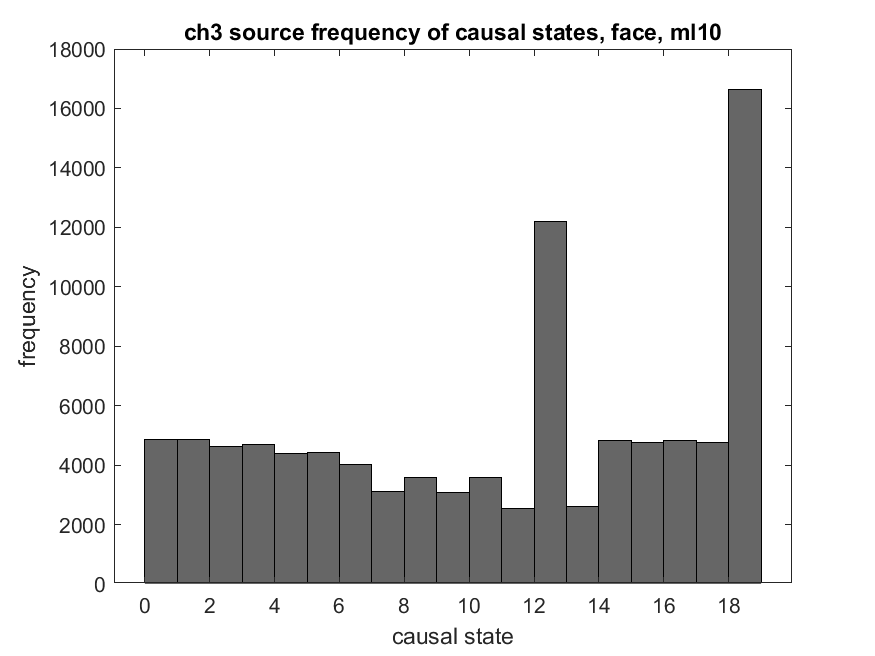 ch3 source frequency of causal states, face, ml10
18000
16000
14000
12000
10000
8000
6000
4000
2000
0
frequency
0 2 4 6 8 10 12 14 16 18
causal state